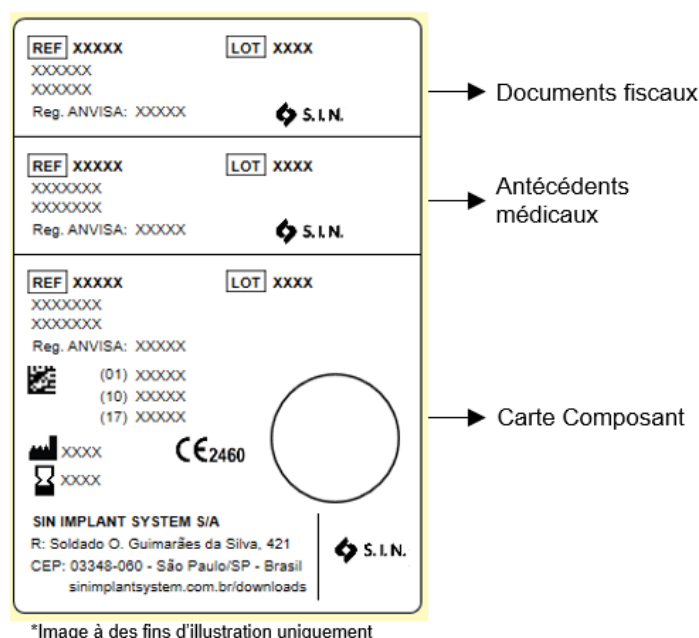 REF XXXXX LOT XXXX
XXXXXX
XXXXXX
Reg. ANVISA: XXXXX S.I.N.
Documents fiscaux
REF XXXXX LOT XXXX
XXXXXXX
XXXXXXX
Reg. ANVISA: XXXXX S.I.N.
Antécédents
médicaux
REF XXXXX LOT XXXX
XXXXXXX
XXXXXXX
Reg. ANVISA: XXXXX
(01) XXXXX
(10) XXXXX
(17) XXXXX
Carte Composant
XXXX CE2460
XXXX
SIN IMPLANT SYSTEM S/A
R: Soldado O. Guimarães da Silva, 421
CEP: 03348-060 - São Paulo/SP - Brasil
sinimplantsystem.com.br/downloads
S.I.N.
*Image à des fins d'illustration uniquement